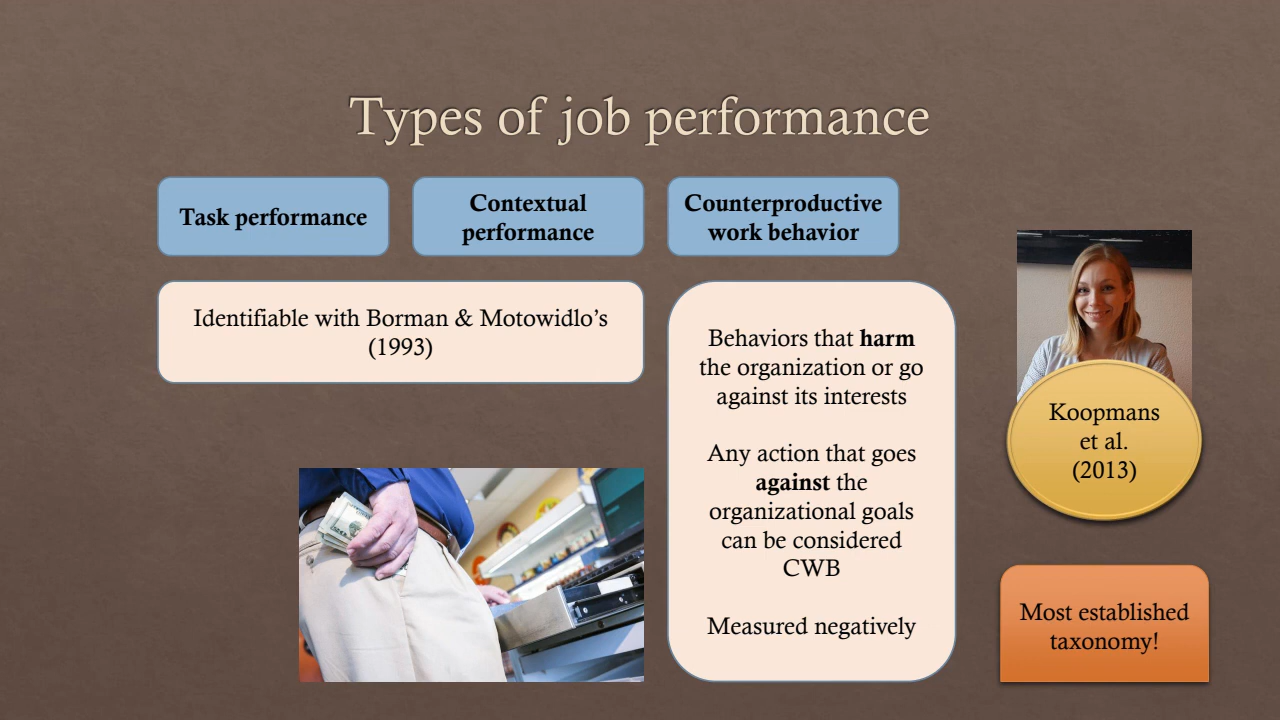 Types of job performance
Task performance
Contextual
performance
Counterproductive
work behavior
Identifiable with Borman & Motowidlo’s
(1993)
Behaviors that harm
the organization or go
against its interests
Any action that goes
against the
organizational goals
can be considered
CWB
Measured negatively
Koopmans
et al.
(2013)
Most established
taxonomy!